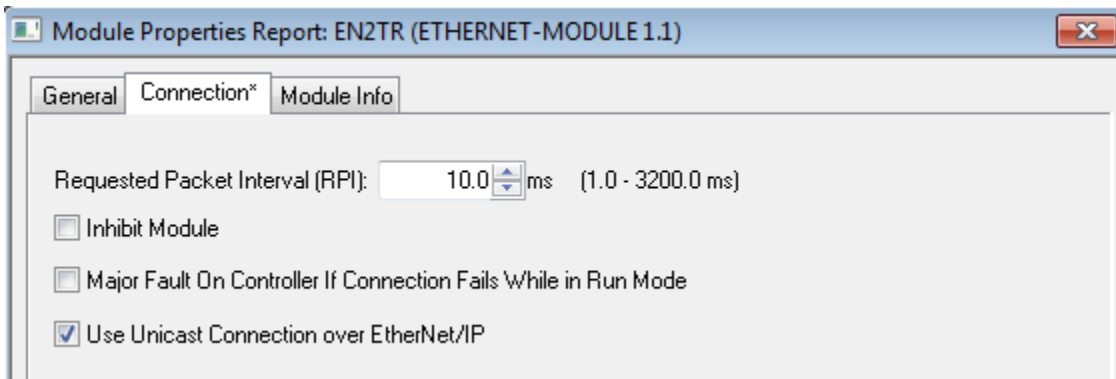 Module Properties Report: EN2TR (ETHERNET-MODULE 1.1)
General Connection* Module Info
Requested Packet Interval (RPI): 10.0 ms (1.0 - 3200.0 ms)
Inhibit Module
Major Fault On Controller If Connection Fails While in Run Mode
Use Unicast Connection over EtherNet/IP